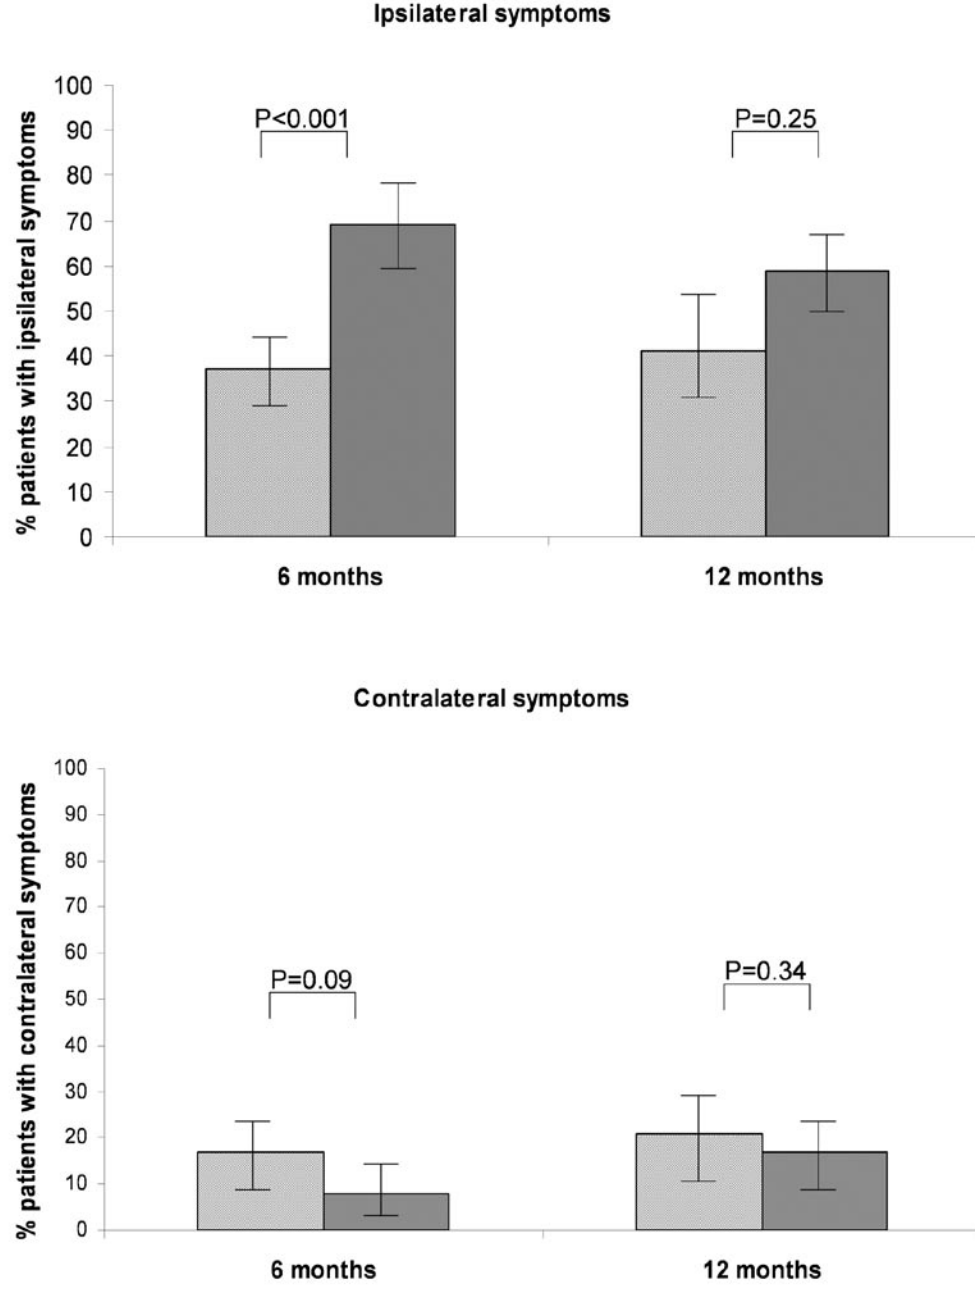 Ipsilateral symptoms
% patients with ipsilateral symptoms
100
90
80
70
60
50
40
30
20
10
0
P<0.001
P=0.25
6 months
12 months
Contralateral symptoms
% patients with contralateral symptoms
100
90
80
70
60
50
40
30
20
10
0
P=0.09
P=0.34
6 months
12 months